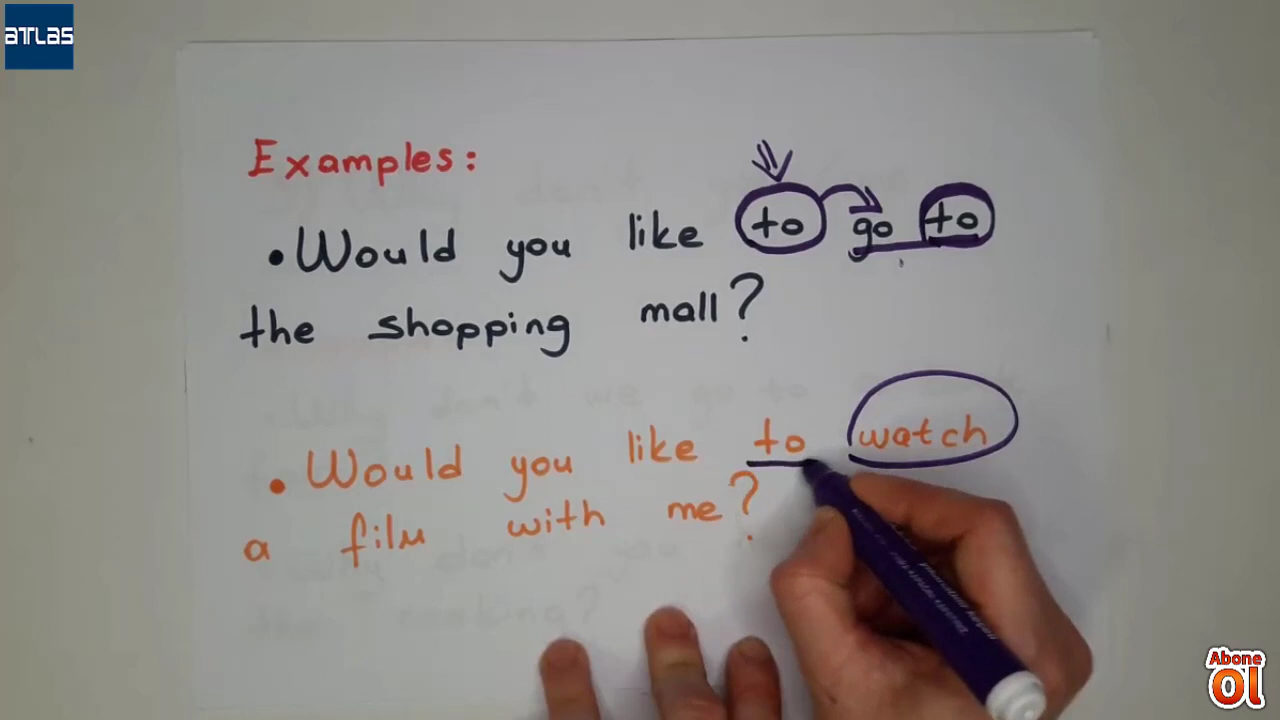 ATLAS
Examples:
• Would you like to go to
the shopping mall?
• Would you like to watch
a film with me?
Abone
Ol